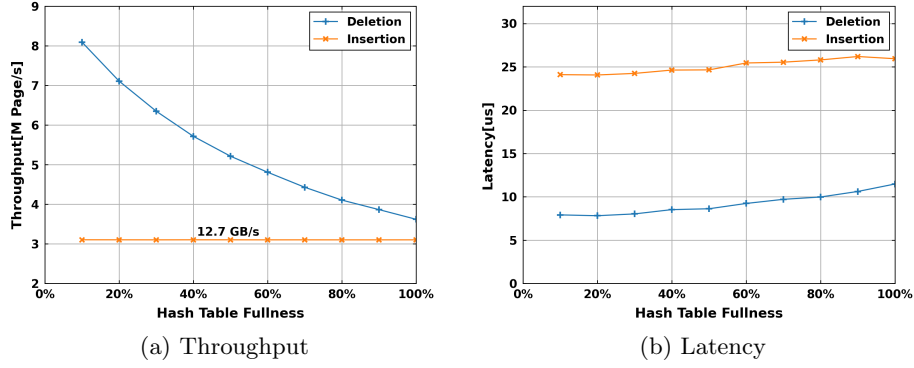 9
8
7
6
5
4
3
2
Throughput[M Page/s]
Deletion
Insertion
12.7 GB/s
0%
20%
40%
60%
80%
100%
Hash Table Fullness
(a) Throughput
30
25
20
15
10
5
0
Latency[us]
Deletion
Insertion
0%
20%
40%
60%
80%
100%
Hash Table Fullness
(b) Latency